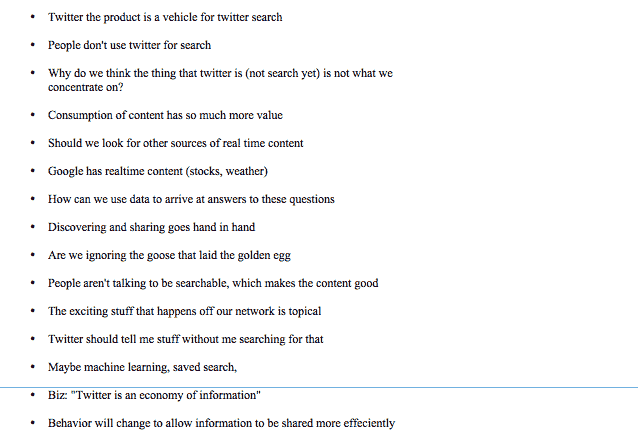 • Twitter the product is a vehicle for twitter search
• People don't use twitter for search
• Why do we think the thing that twitter is (not search yet) is not what we
concentrate on?
• Consumption of content has so much more value
• Should we look for other sources of real time content
• Google has realtime content (stocks, weather)
• How can we use data to arrive at answers to these questions
• Discovering and sharing goes hand in hand
• Are we ignoring the goose that laid the golden egg
• People aren't talking to be searchable, which makes the content good
• The exciting stuff that happens off our network is topical
• Twitter should tell me stuff without me searching for that
• Maybe machine learning, saved search,
• Biz: "Twitter is an economy of information"
• Behavior will change to allow information to be shared more effeciently